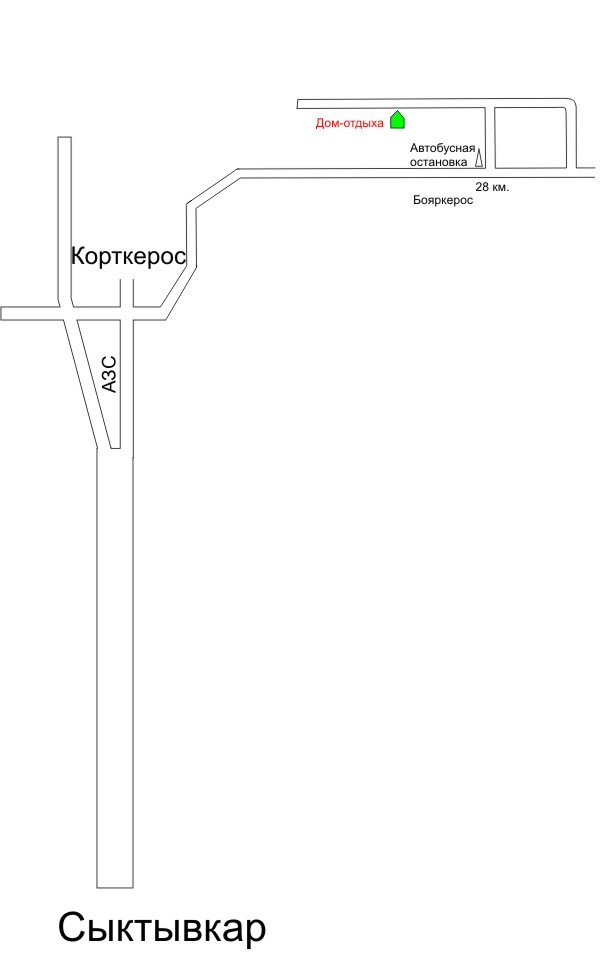 Дом-отдыха
Автобусная
остановка
28 км.
Бояркерос
Корткерос
АЗС
Сыктывкар